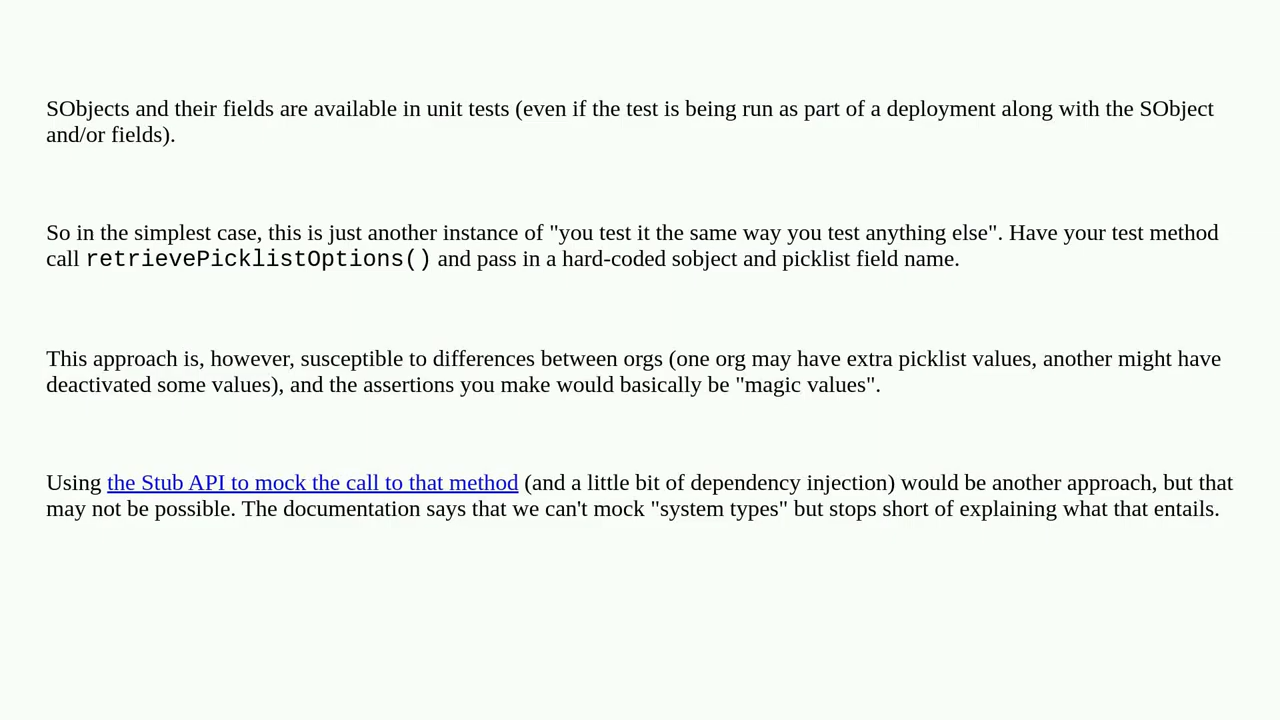 SObjects and their fields are available in unit tests (even if the test is being run as part of a deployment along with the SObject
and/or fields).
So in the simplest case, this is just another instance of "you test it the same way you test anything else". Have your test method
call retrievePicklistOptions() and pass in a hard-coded sobject and picklist field name.
This approach is, however, susceptible to differences between orgs (one org may have extra picklist values, another might have
deactivated some values), and the assertions you make would basically be "magic values".
Using the Stub API to mock the call to that method (and a little bit of dependency injection) would be another approach, but that
may not be possible. The documentation says that we can't mock "system types" but stops short of explaining what that entails.